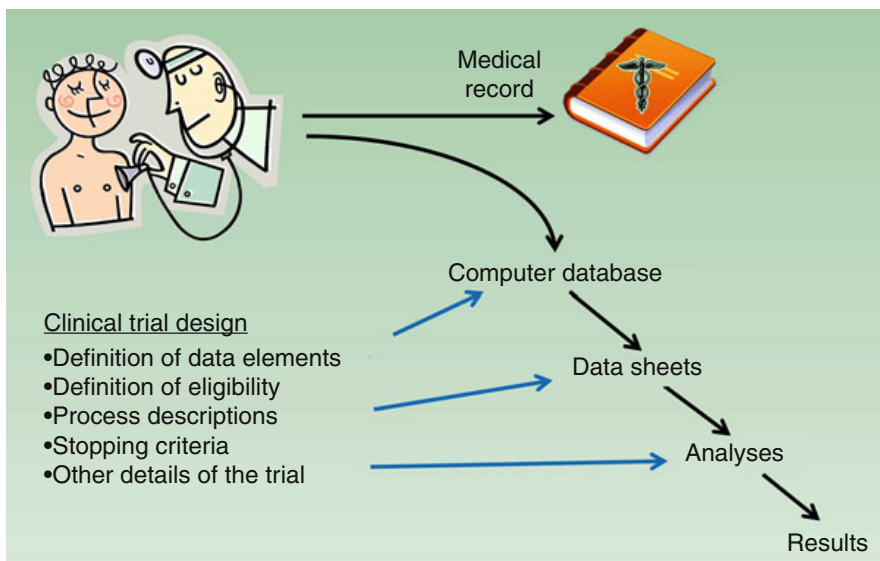 Medical
record
Computer database
Clinical trial design
•Definition of data elements
•Definition of eligibility
•Process descriptions
•Stopping criteria
•Other details of the trial
Data sheets
Analyses
Results